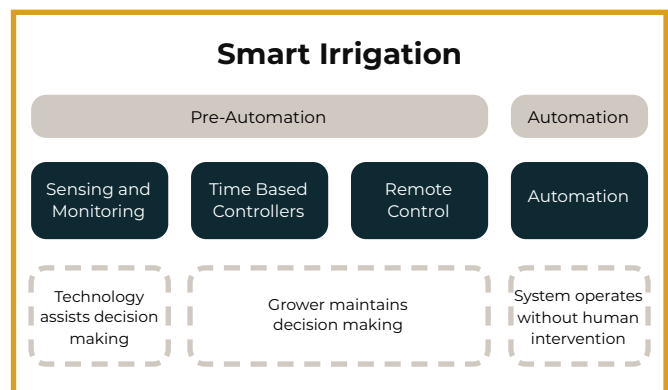 Smart Irrigation
Pre-Automation
Automation
Sensing and
Monitoring
Time Based
Controllers
Remote
Control
Automation
Technology
assists decision
making
Grower maintains
decision making
System operates
without human
intervention